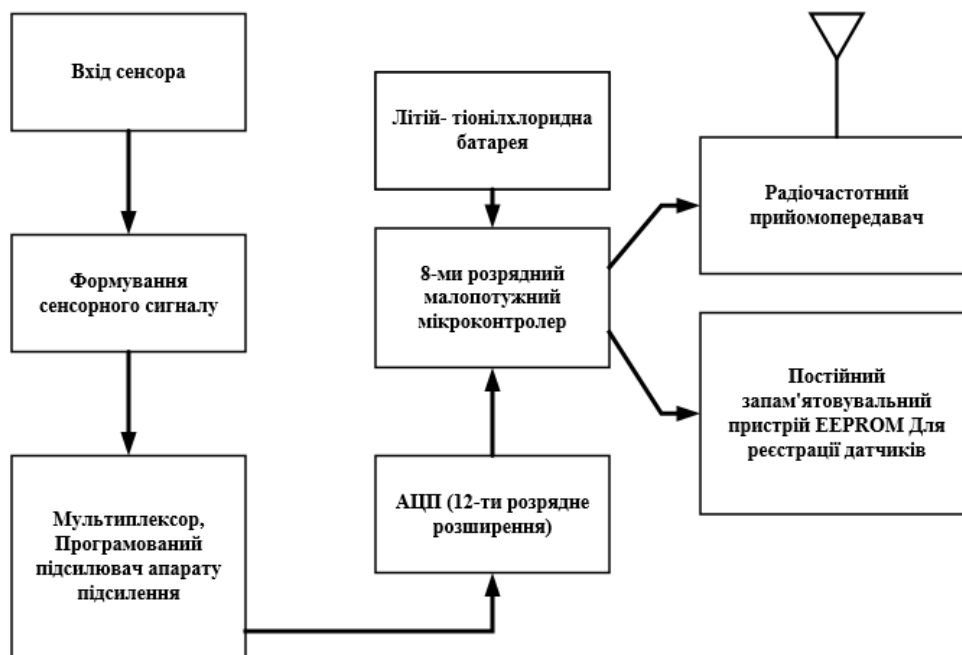 Вхід сенсора
Формування
сенсорного сигналу
Мультиплексор,
Програмований
підсилювач апарату
підсилення
Літій- тіонілхлоридна
батарея
8-ми розрядний
малопотужний
мікроконтролер
АЦП (12-ти розрядне
розширення)
Радіочастотний
прийомопередавач
Постійний
запам'ятовувальний
пристрій EEPROM Для
реєстрації датчиків